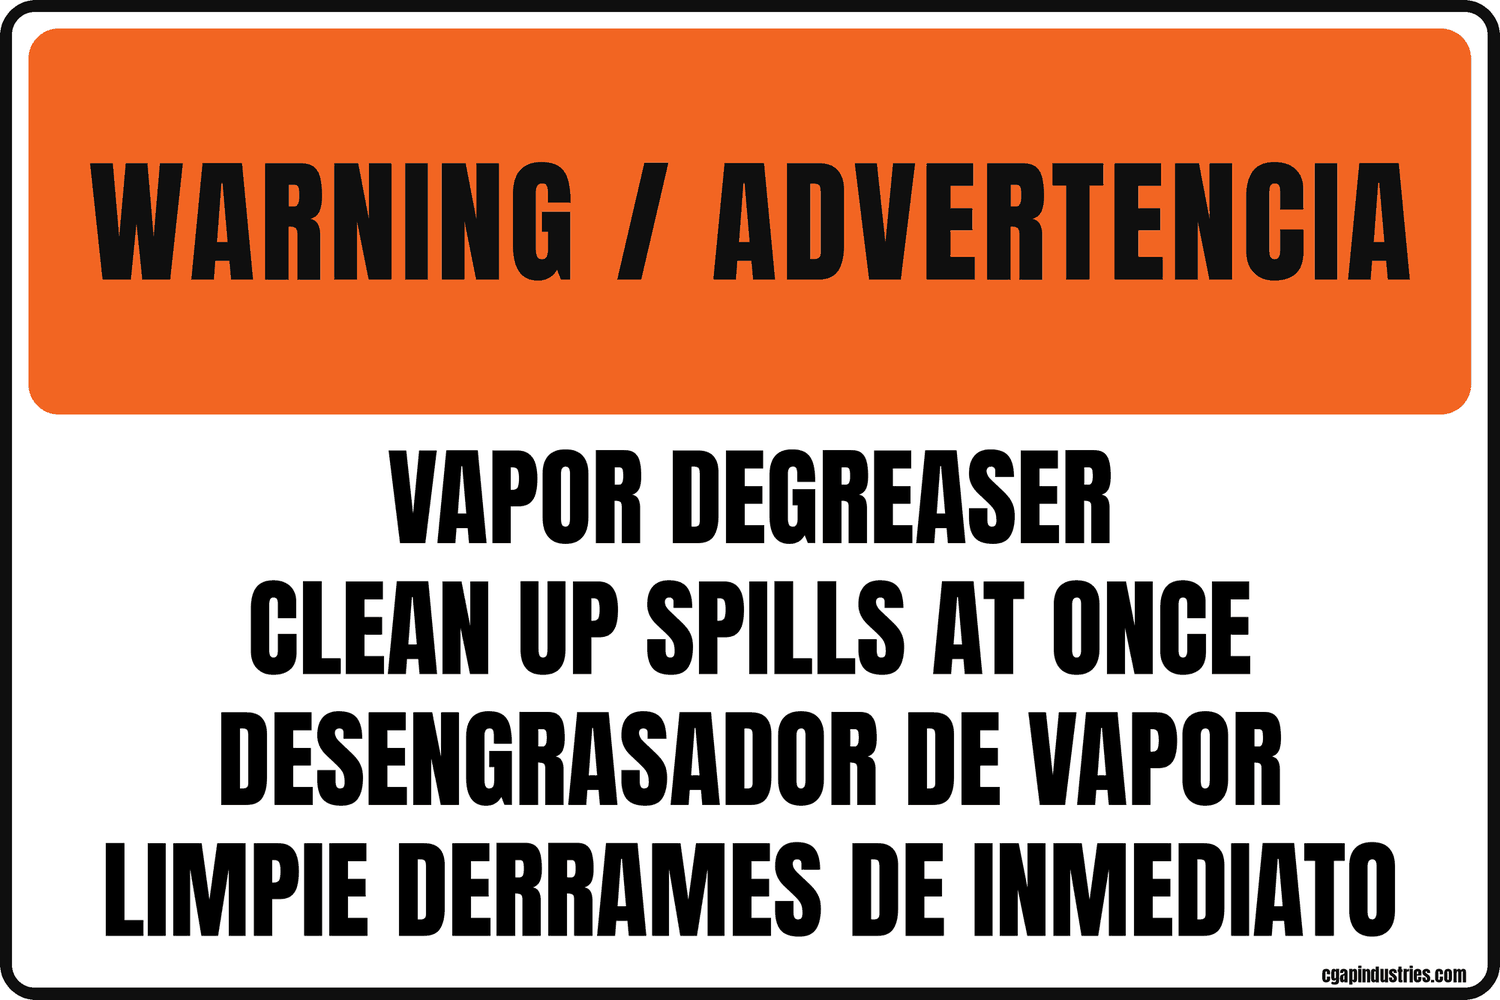 WARNING / ADVERTENCIA
VAPOR DEGREASER
CLEAN UP SPILLS AT ONCE
DESENGRASADOR DE VAPOR
LIMPIE DERRAMES DE INMEDIATO
cgapindustries.com